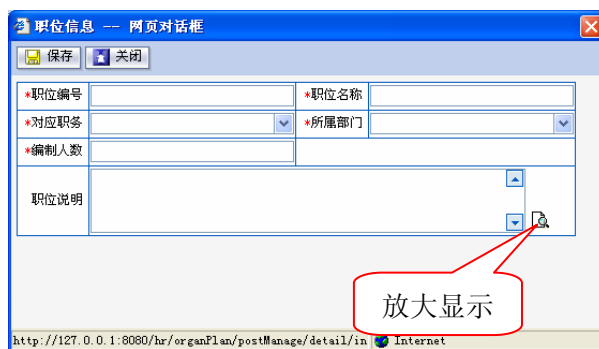 职位信息 -- 网页对话框
保存 关闭
*职位编号 *职位名称
*对应职务 *所属部门
*编制人数
职位说明
放大显示
http://127.0.0.1:8080/hr/organPlan/postManage/detail/in Internet